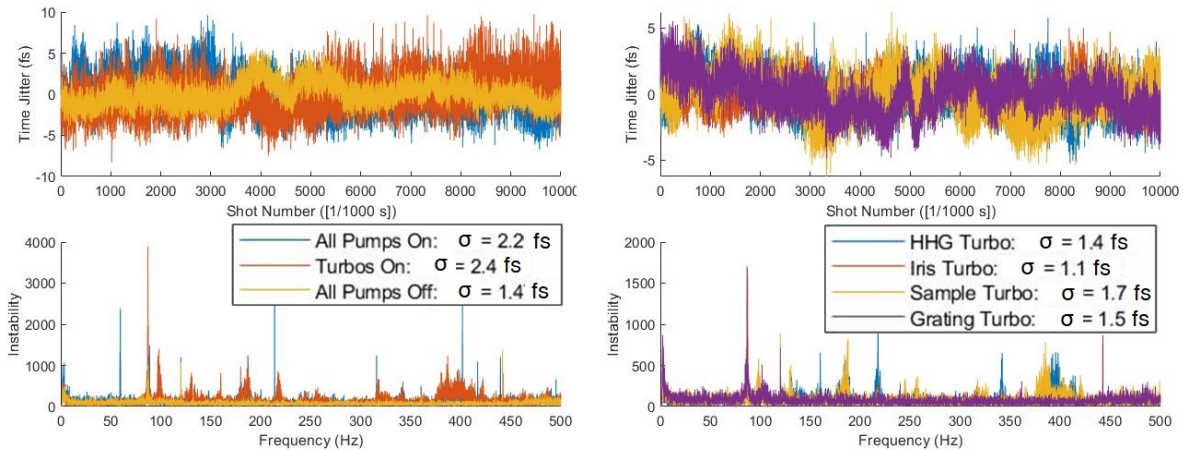 10
5
0
-5
-10
Time Jitter (fs)
0 1000 2000 3000 4000 5000 6000 7000 8000 9000 10000
Shot Number ([1/1000 s])
5
0
-5
Time Jitter (fs)
0 1000 2000 3000 4000 5000 6000 7000 8000 9000 10000
Shot Number ([1/1000 s])
4000
3000
2000
1000
0
Instability
All Pumps On: σ = 2.2 fs
Turbos On: σ = 2.4 fs
All Pumps Off: σ = 1.4 fs
0 50 100 150 200 250 300 350 400 450 500
Frequency (Hz)
2000
1500
1000
500
0
Instability
HHG Turbo: σ = 1.4 fs
Iris Turbo: σ = 1.1 fs
Sample Turbo: σ = 1.7 fs
Grating Turbo: σ = 1.5 fs
0 50 100 150 200 250 300 350 400 450 500
Frequency (Hz)